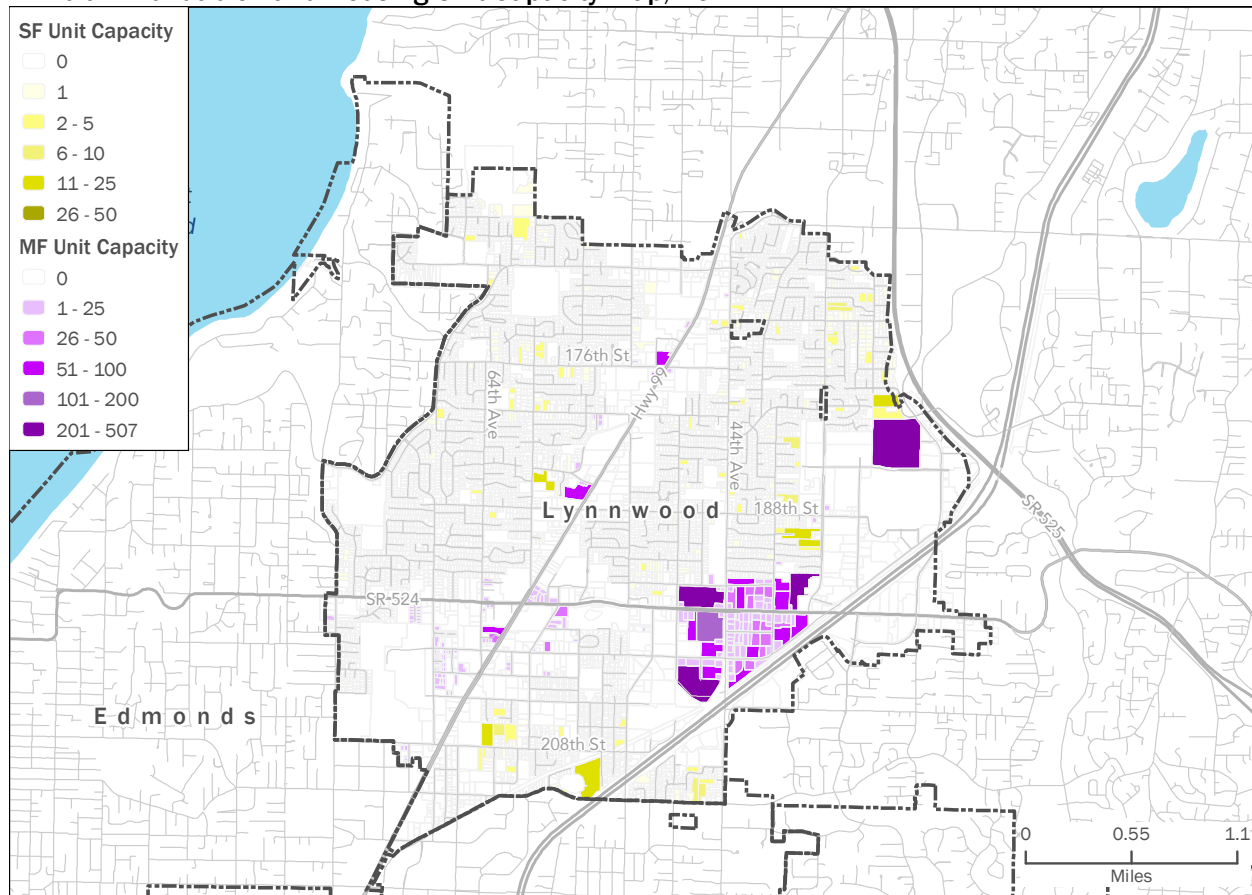 SF Unit Capacity
0
1
2 - 5
6 - 10
11 - 25
26 - 50
MF Unit Capacity
0
1 - 25
26 - 50
51 - 100
101 - 200
201 - 507
176th St
64th Ave
Hwy 99
44th Ave
Lynnwood
188th St
SR 525
SR 524
Edmonds
208th St
0 0.55 1.1
Miles